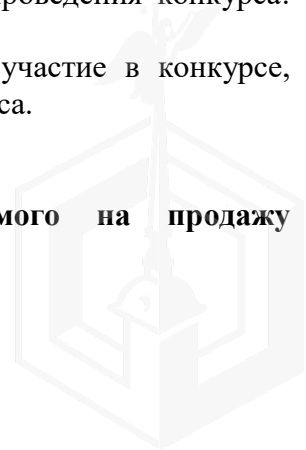 проведения конкурса.
участие в конкурсе,
са.
мого на продажу